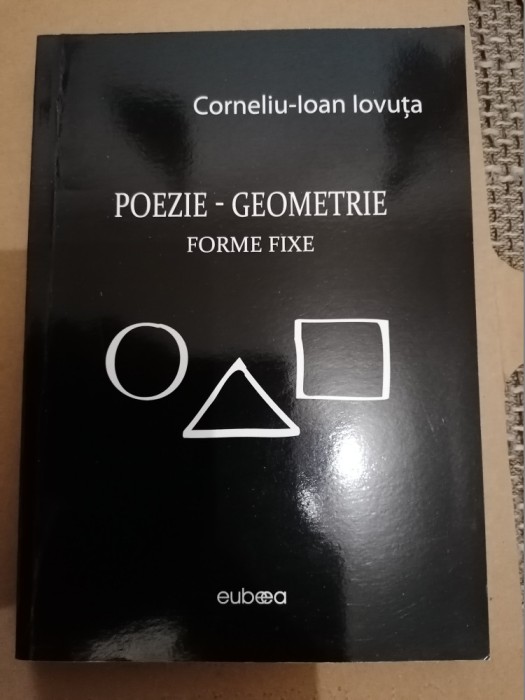 Corneliu-Ioan Iovuța
POEZIE - GEOMETRIE
FORME FIXE
eubeea